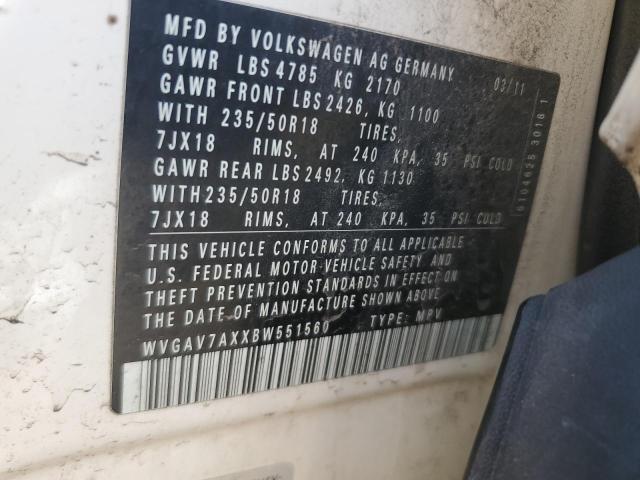 MFD BY VOLKSWAGEN AG GERMANY 03/11
GVWR LBS 4785 KG 2170
GAWR FRONT LBS 2426, KG 1100
WITH 235/50R18 TIRES,
7JX18 RIMS, AT 240 KPA, 35 PSI COLD
GAWR REAR LBS 2492, KG 1130
WITH 235/50R18 TIRES,
7JX18 RIMS, AT 240 KPA, 35 PSI COLD
THIS VEHICLE CONFORMS TO ALL APPLICABLE
U.S. FEDERAL MOTOR VEHICLE SAFETY AND
THEFT PREVENTION STANDARDS IN EFFECT ON
THE DATE OF MANUFACTURE SHOWN ABOVE
WVGAV7AXXBW551560 TYPE: MPV
6104625 3016 1